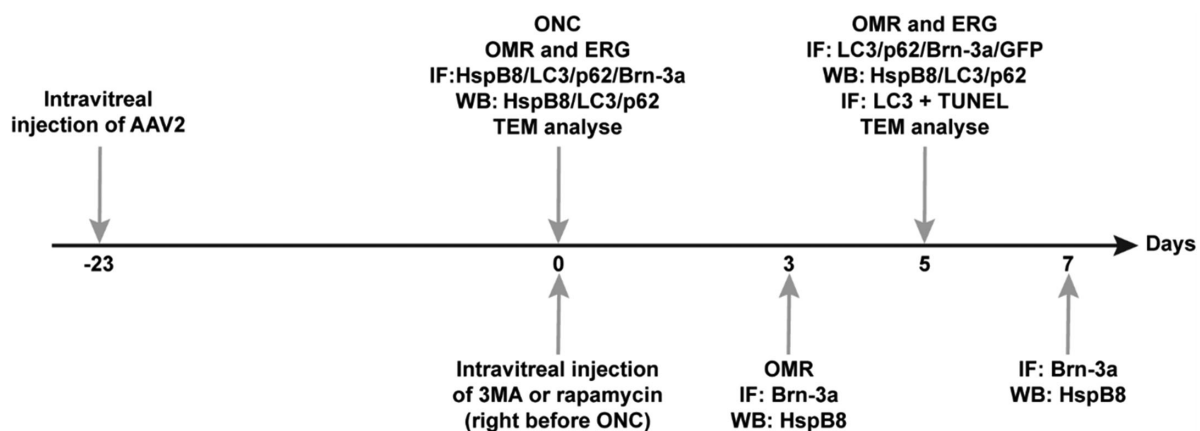 Intravitreal
injection of AAV2
ONC
OMR and ERG
IF:HspB8/LC3/p62/Brn-3a
WB: HspB8/LC3/p62
TEM analyse
OMR and ERG
IF: LC3/p62/Brn-3a/GFP
WB: HspB8/LC3/p62
IF: LC3 + TUNEL
TEM analyse
Days
-23
0
3
5
7
Intravitreal injection
of 3MA or rapamycin
(right before ONC)
OMR
IF: Brn-3a
WB: HspB8
IF: Brn-3a
WB: HspB8